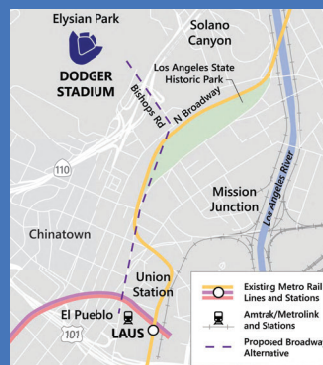 Elysian Park
Solano
Canyon
DODGER
STADIUM
Los Angeles State
Historic Park
Bishops Rd
N Broadway
110
Mission
Junction
Los Angeles River
Chinatown
Union
Station
El Pueblo
101
LAUS
Existing Metro Rail
Lines and Stations
Amtrak/Metrolink
and Stations
Proposed Broadway
Alternative